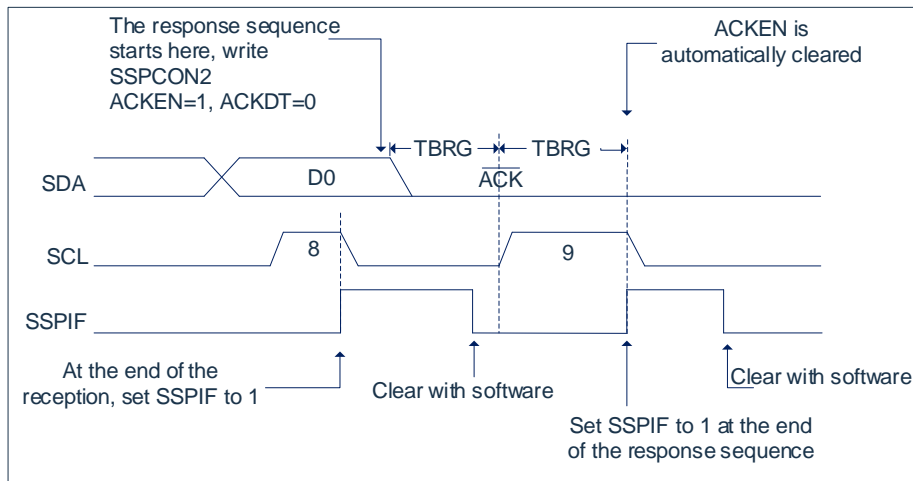 The response sequence
starts here, write
SSPCON2
ACKEN=1, ACKDT=0
ACKEN is
automatically cleared
TBRG
TBRG
SDA
D0
ACK
SCL
8
9
SSPIF
At the end of the
reception, set SSPIF to 1
Clear with software
Set SSPIF to 1 at the end
of the response sequence
Clear with software